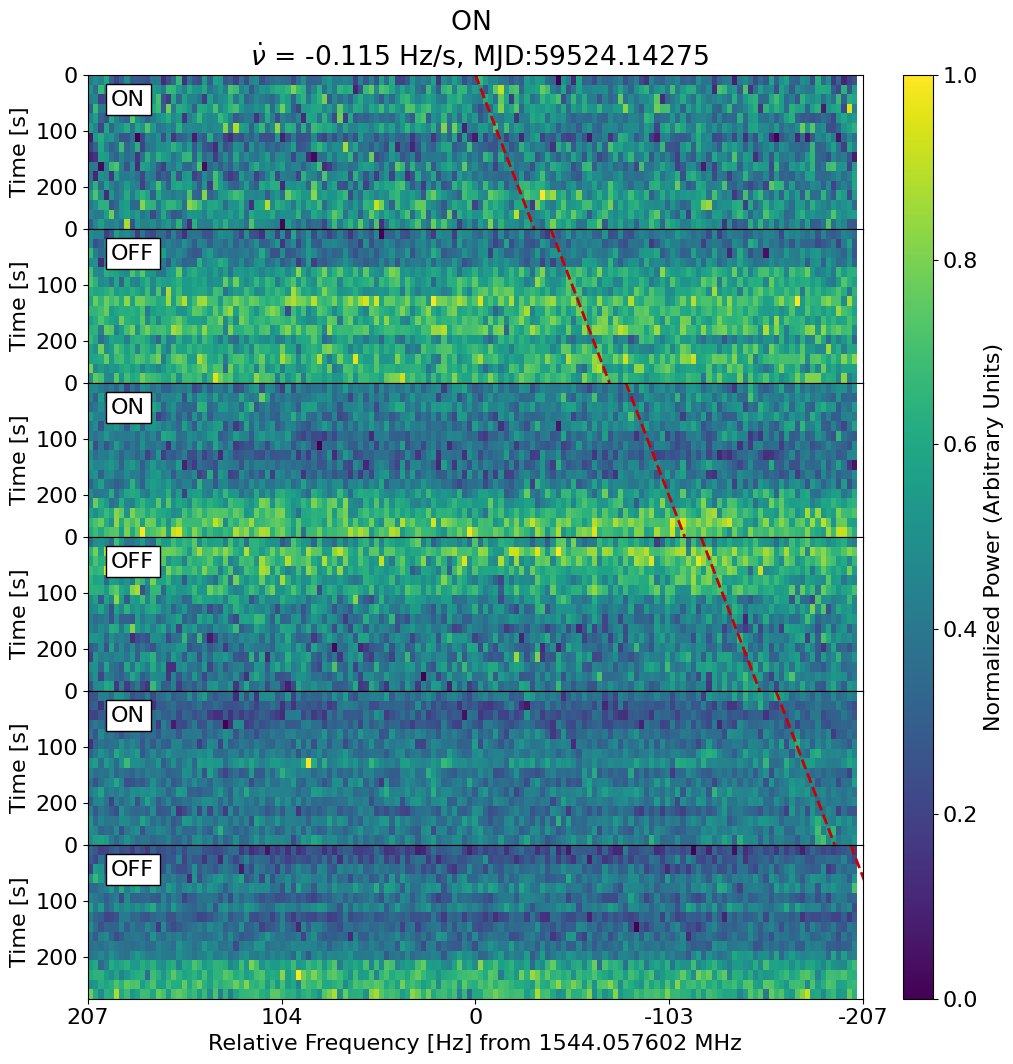 ON
ν̇ = -0.115 Hz/s, MJD:59524.14275
0
ON
100
200
Time [s]
0
OFF
100
200
Time [s]
0
ON
100
200
Time [s]
0
OFF
100
200
Time [s]
0
ON
100
200
Time [s]
0
OFF
100
200
Time [s]
207 104 0 -103 -207
Relative Frequency [Hz] from 1544.057602 MHz
1.0
0.8
0.6
0.4
0.2
0.0
Normalized Power (Arbitrary Units)